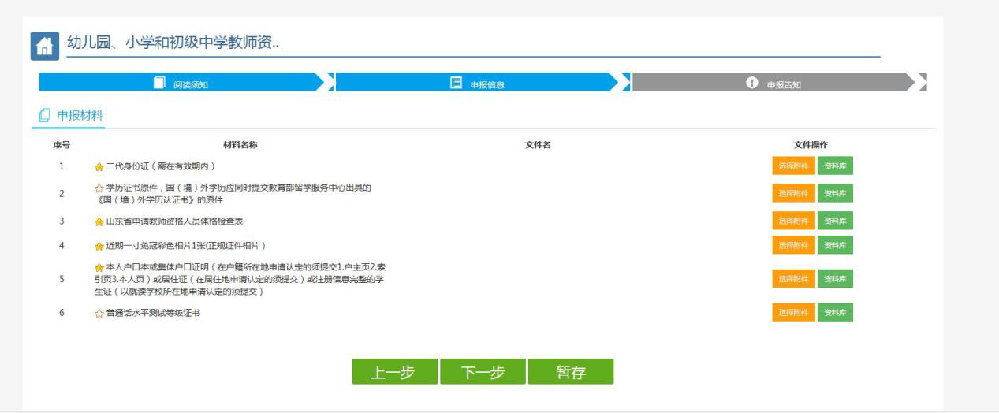 幼儿园、小学和初级中学教师资..
阅读须知
申报信息
申报告知
申报材料
序号 材料名称 文件名 文件操作
1 二代身份证（需在有效期内） 选择附件 资料库
2 学历证书原件，国（境）外学历应同时提交教育部留学服务中心出具的 选择附件 资料库
《国（境）外学历认证书》的原件
3 山东省申请教师资格人员体格检查表 选择附件 资料库
4 近期一寸免冠彩色相片1张(正规证件相片） 选择附件 资料库
本人户口本或集体户口证明（在户籍所在地申请认定的须提交1.户主页2.索
5 引页3.本人页）或居住证（在居住地申请认定的须提交）或注册信息完整的学 选择附件 资料库
生证（以就读学校所在地申请认定的须提交）
6 普通话水平测试等级证书 选择附件 资料库
上一步 下一步 暂存